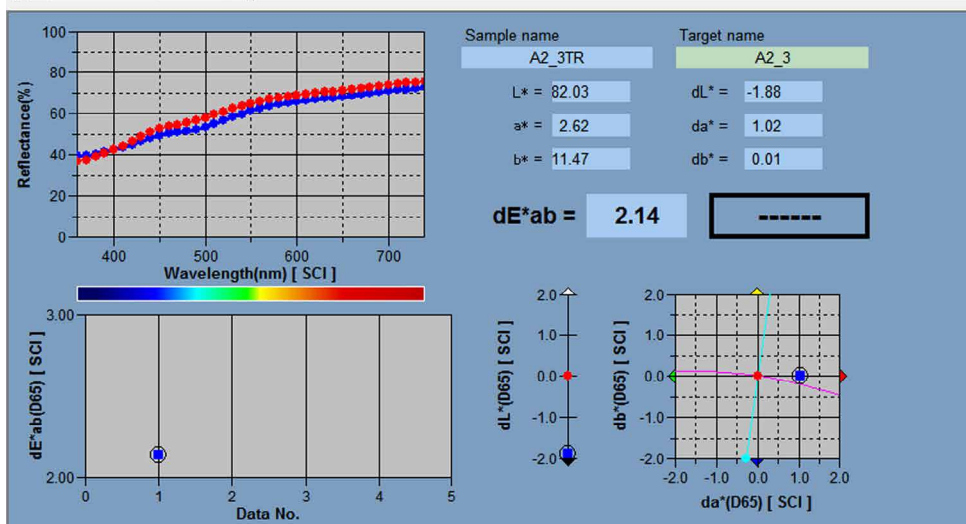 Sample name Target name
A2_3TR A2_3
L* = 82.03 dL* = -1.88
a* = 2.62 da* = 1.02
b* = 11.47 db* = 0.01
dE*ab = 2.14 ------
100
80
60
40
20
0
Reflectance(%)
400 500 600 700
Wavelength(nm) [ SCI ]
3.00
2.00
dE*ab(D65) [ SCI ]
0 1 2 3 4 5
Data No.
2.0
1.0
0.0
-1.0
-2.0
dL*(D65) [ SCI ]
2.0
1.0
0.0
-1.0
-2.0
db*(D65) [ SCI ]
-2.0 -1.0 0.0 1.0 2.0
da*(D65) [ SCI ]